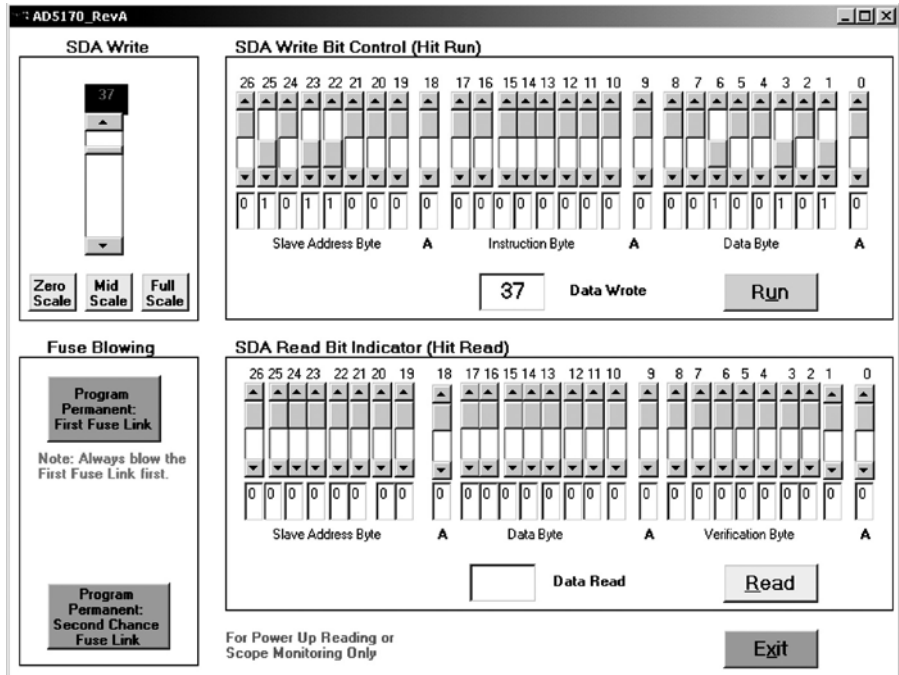 AD5170_RevA
SDA Write
37
Zero Scale
Mid Scale
Full Scale
SDA Write Bit Control (Hit Run)
26 25 24 23 22 21 20 19 18 17 16 15 14 13 12 11 10 9 8 7 6 5 4 3 2 1 0
0 1 0 1 1 0 0 0 0 0 0 0 0 0 0 0 0 0 0 0 1 0 0 1 0 1 0
Slave Address Byte A Instruction Byte A Data Byte A
37 Data Wrote Run
Fuse Blowing
Program
Permanent:
First Fuse Link
Note: Always blow the
First Fuse Link first.
Program
Permanent:
Second Chance
Fuse Link
SDA Read Bit Indicator (Hit Read)
26 25 24 23 22 21 20 19 18 17 16 15 14 13 12 11 10 9 8 7 6 5 4 3 2 1 0
0 0 0 0 0 0 0 0 0 0 0 0 0 0 0 0 0 0 0 0 0 0 0 0 0 0 0
Slave Address Byte A Data Byte A Verification Byte A
Data Read Read
For Power Up Reading or
Scope Monitoring Only
Exit